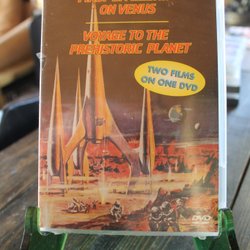 ON VENUS
VOYAGE TO THE
PREHISTORIC PLANET
TWO FILMS
ON ONE DVD
DVD